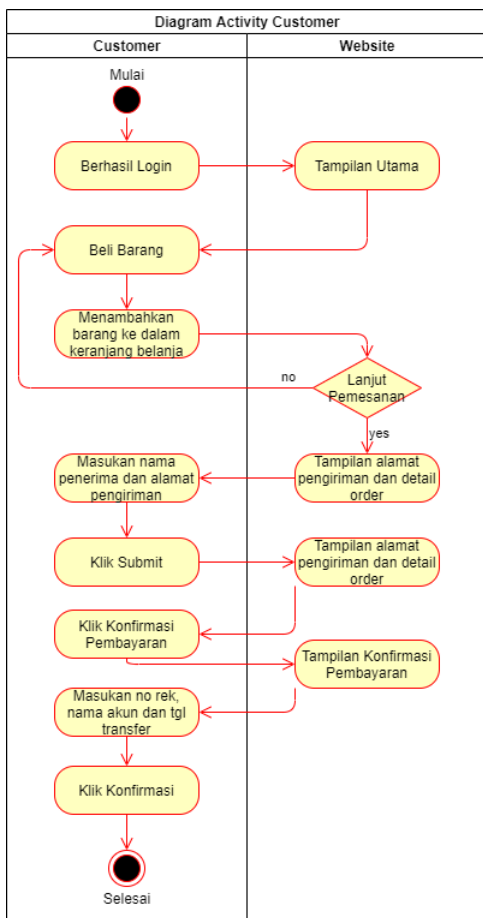 Diagram Activity Customer
Customer
Website
Mulai
Berhasil Login
Tampilan Utama
Beli Barang
Menambahkan
barang ke dalam
keranjang belanja
no
Lanjut
Pemesanan
yes
Masukan nama
penerima dan alamat
pengiriman
Tampilan alamat
pengiriman dan detail
order
Klik Submit
Tampilan alamat
pengiriman dan detail
order
Klik Konfirmasi
Pembayaran
Tampilan Konfirmasi
Pembayaran
Masukan no rek,
nama akun dan tgl
transfer
Klik Konfirmasi
Selesai